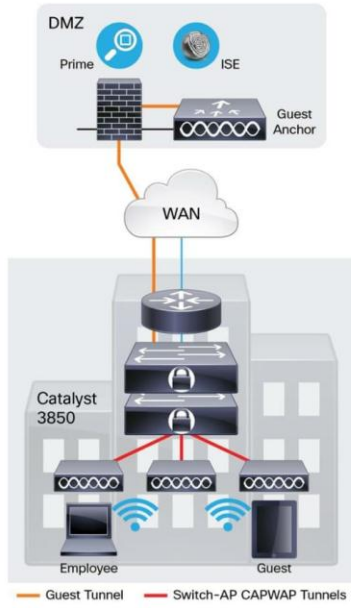 DMZ
Prime
ISE
Guest
Anchor
WAN
Catalyst
3850
Employee
Guest
Guest Tunnel
Switch-AP CAPWAP Tunnels